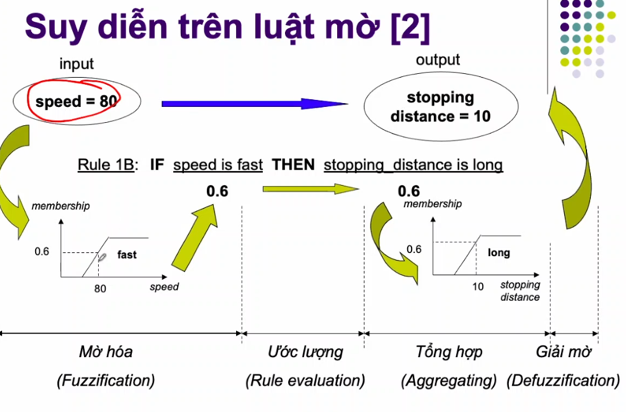 Suy diễn trên luật mờ [2]
input
output
speed = 80
stopping
distance = 10
Rule 1B: IF speed is fast THEN stopping_distance is long
0.6
0.6
membership
membership
0.6
fast
0.6
long
80
speed
10
stopping
distance
Mờ hóa
Ước lượng
Tổng hợp
Giải mờ
(Fuzzification)
(Rule evaluation)
(Aggregating)
(Defuzzification)